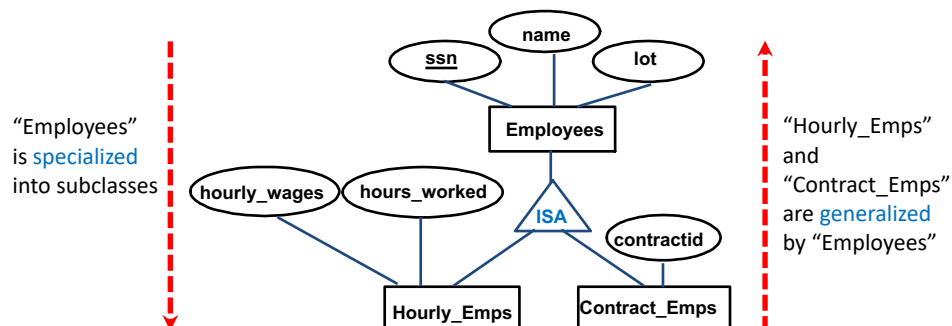 name
ssn
lot
Employees
“Employees”
is specialized
into subclasses
“Hourly_Emps”
and
“Contract_Emps”
are generalized
by “Employees”
hourly_wages
hours_worked
ISA
contractid
Hourly_Emps
Contract_Emps